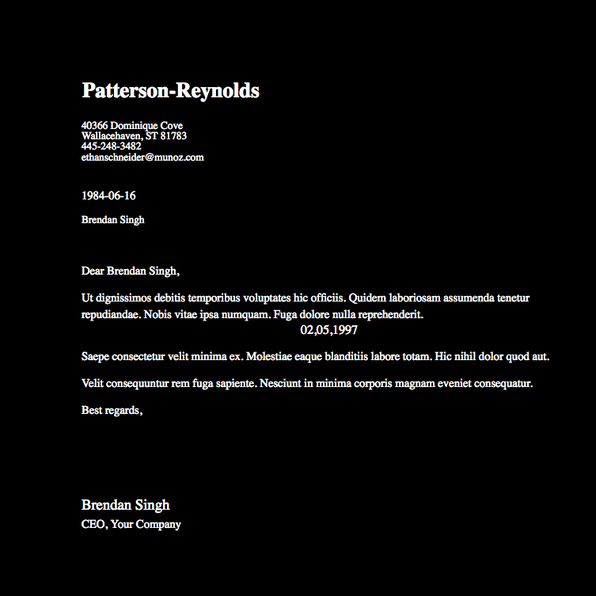 Patterson-Reynolds
40366 Dominique Cove
Wallacehaven, ST 81783
445-248-3482
ethanschneider@munoz.com
1984-06-16
Brendan Singh
Dear Brendan Singh,
Ut dignissimos debitis temporibus voluptates hic officiis. Quidem laboriosam assumenda tenetur
repudiandae. Nobis vitae ipsa numquam. Fuga dolore nulla reprehenderit.
02,05,1997
Saepe consectetur velit minima ex. Molestiae eaque blanditiis labore totam. Hic nihil dolor quod aut.
Velit consequuntur rem fuga sapiente. Nesciunt in minima corporis magnam eveniet consequatur.
Best regards,
Brendan Singh
CEO, Your Company